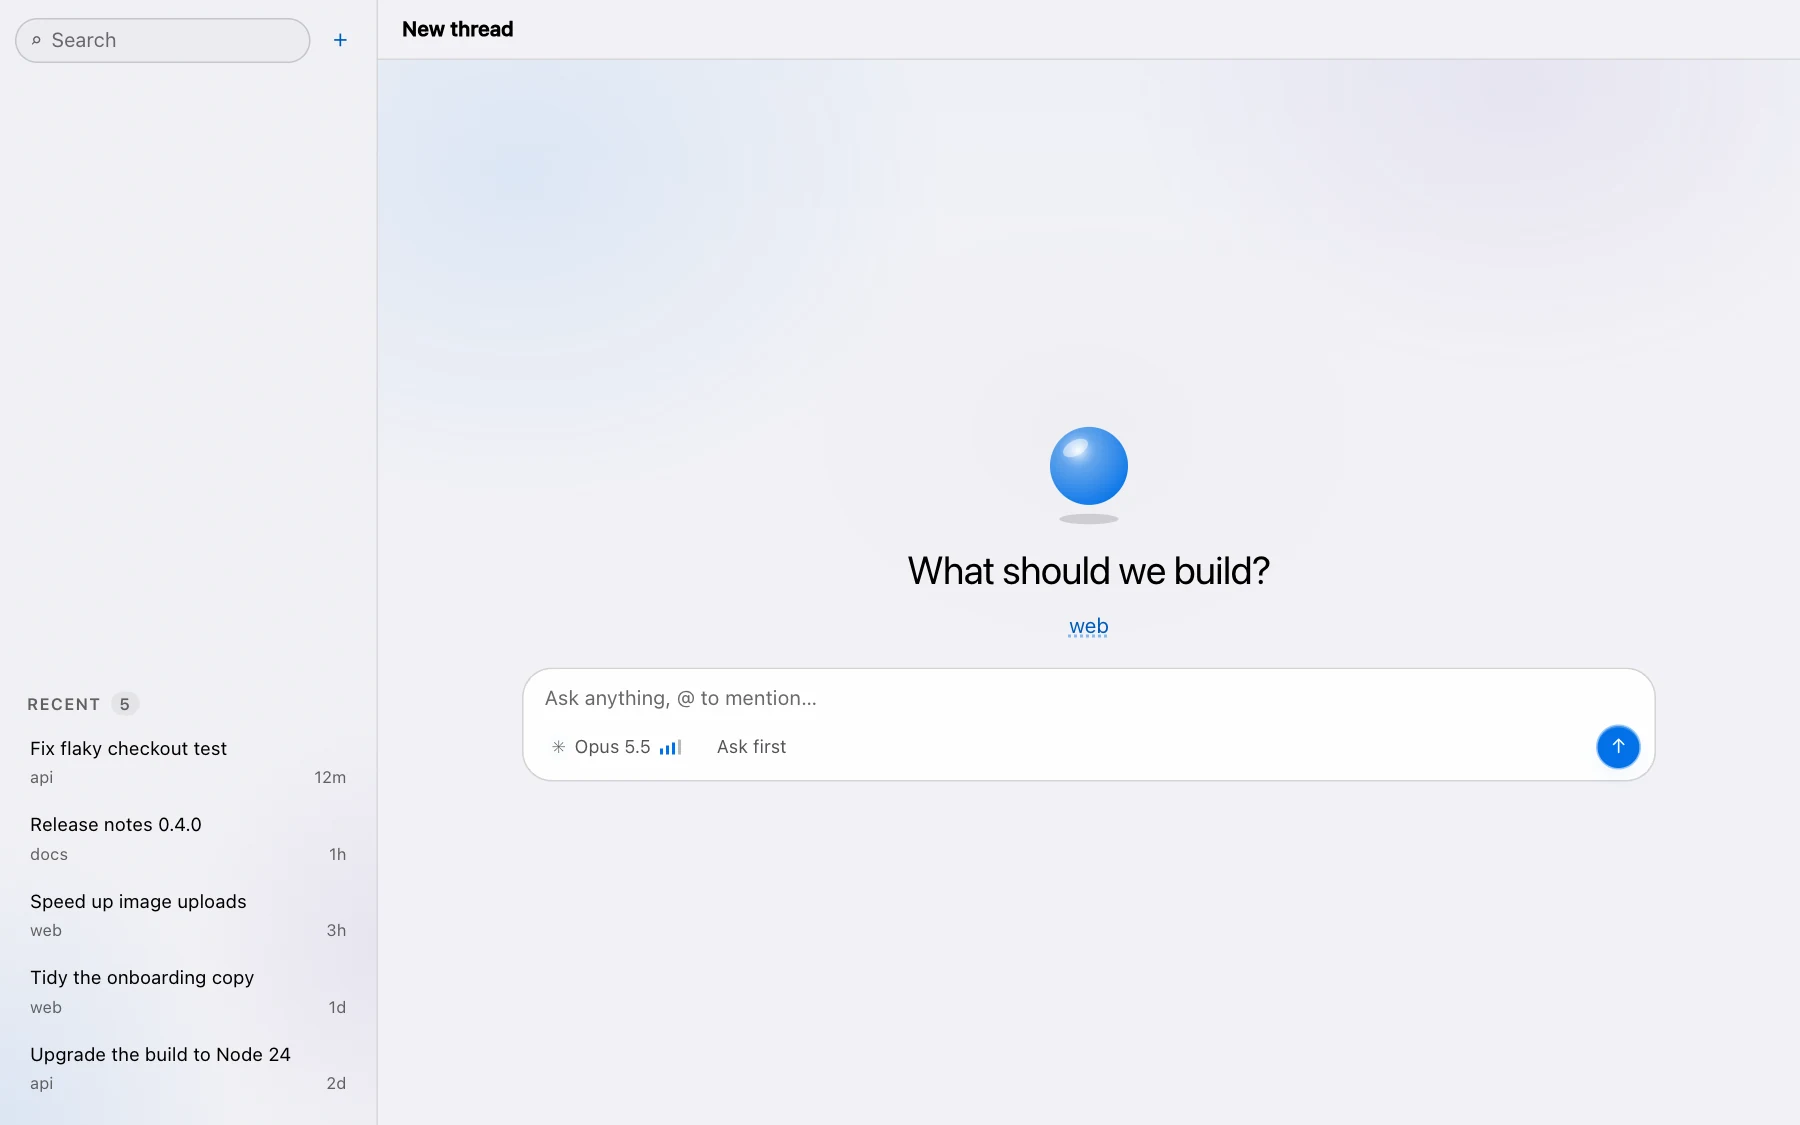 Search
+
New thread
What should we build?
web
Ask anything, @ to mention...
Opus 5.5
Ask first
RECENT 5
Fix flaky checkout test
api 12m
Release notes 0.4.0
docs 1h
Speed up image uploads
web 3h
Tidy the onboarding copy
web 1d
Upgrade the build to Node 24
api 2d